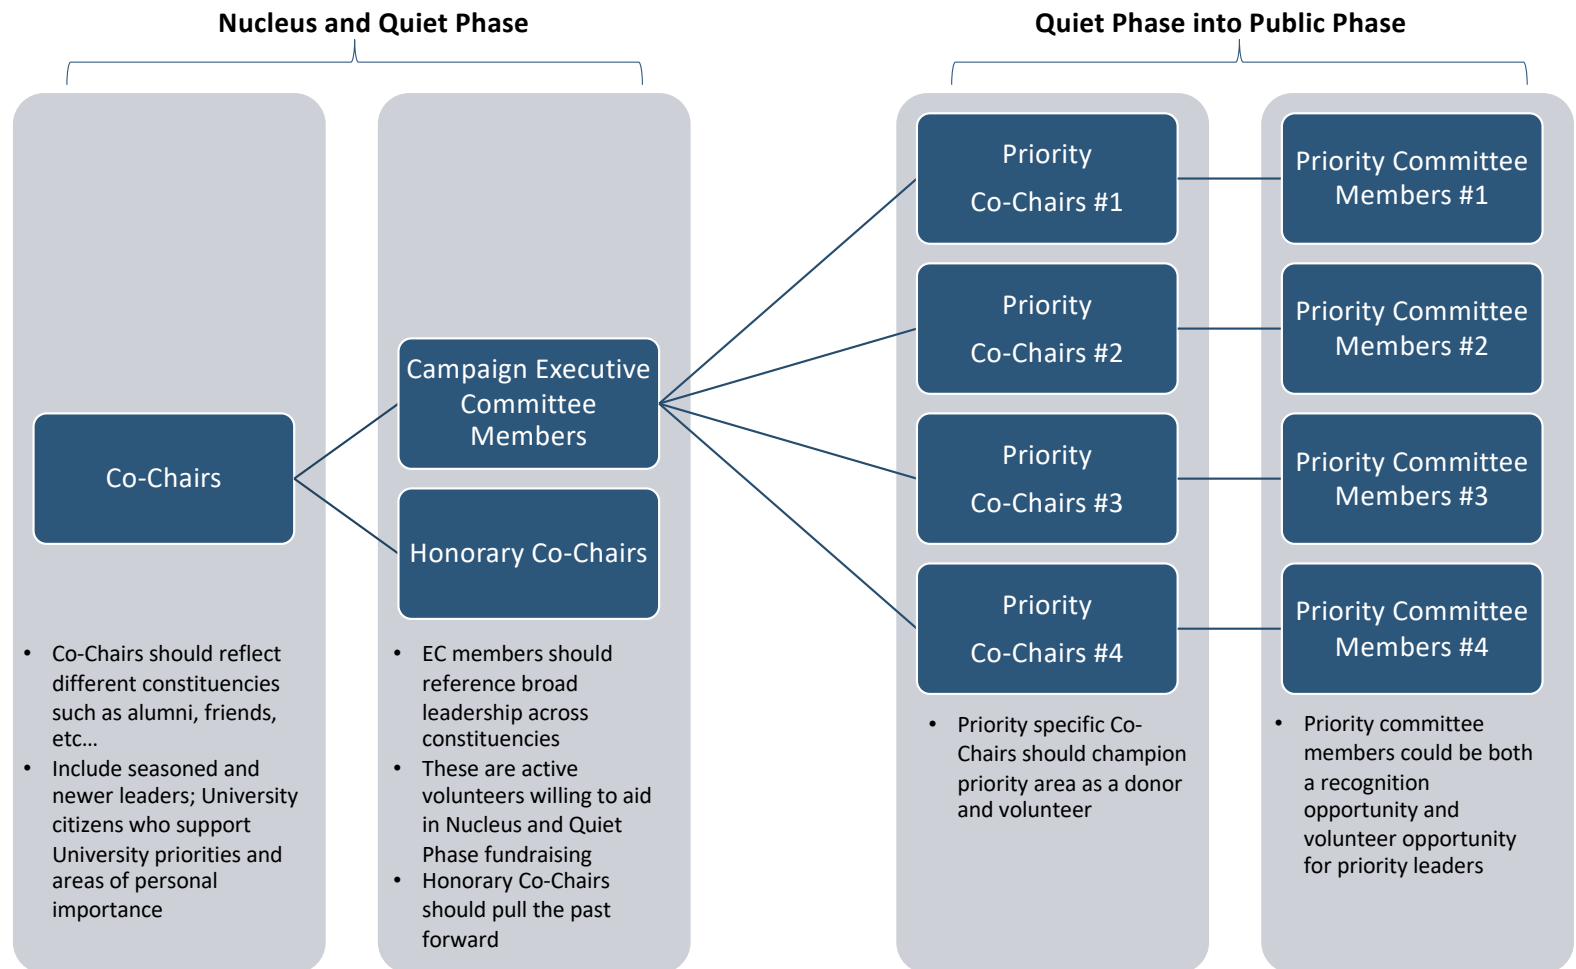 Nucleus and Quiet Phase
Quiet Phase into Public Phase
Co-Chairs
• Co-Chairs should reflect
different constituencies
such as alumni, friends,
etc…
• Include seasoned and
newer leaders; University
citizens who support
University priorities and
areas of personal
importance
Campaign Executive
Committee
Members
Honorary Co-Chairs
• EC members should
reference broad
leadership across
constituencies
• These are active
volunteers willing to aid
in Nucleus and Quiet
Phase fundraising
• Honorary Co-Chairs
should pull the past
forward
Priority
Co-Chairs #1
Priority
Co-Chairs #2
Priority
Co-Chairs #3
Priority
Co-Chairs #4
• Priority specific Co-
Chairs should champion
priority area as a donor
and volunteer
Priority Committee
Members #1
Priority Committee
Members #2
Priority Committee
Members #3
Priority Committee
Members #4
• Priority committee
members could be both
a recognition
opportunity and
volunteer opportunity
for priority leaders